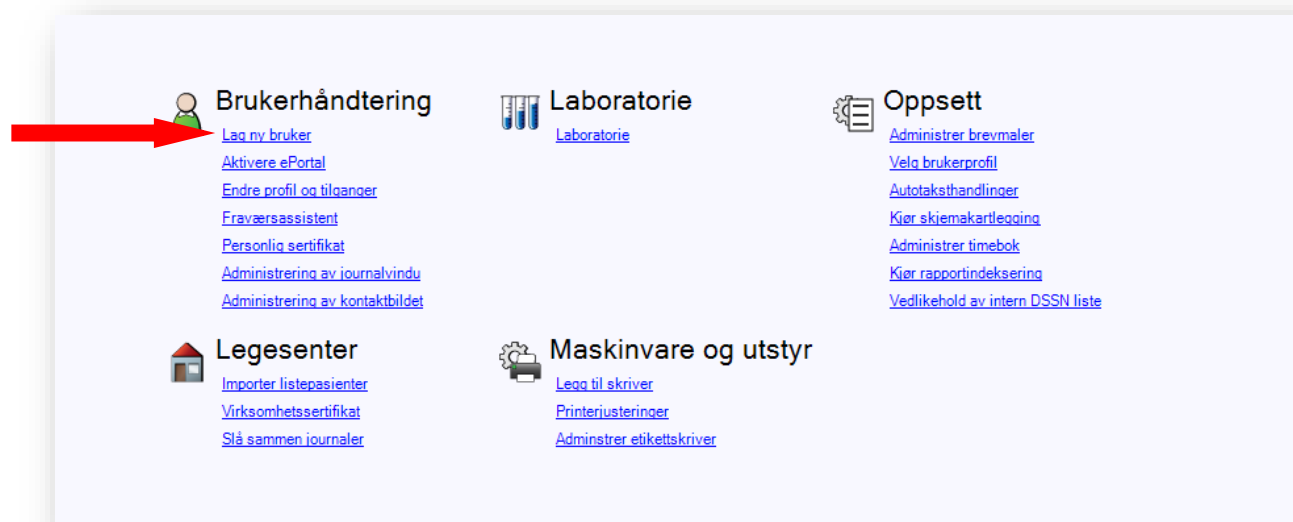 Brukerhåndtering
Lag ny bruker
Aktivere ePortal
Endre profil og tilganger
Fraværsassistent
Personlig sertifikat
Administrering av journalvindu
Administrering av kontaktbildet
Laboratorie
Laboratorie
Oppsett
Administrer brevmaler
Velg brukerprofil
Autotaksthandlinger
Kjør skjemakartlegging
Administrer timebok
Kjør rapportindeksering
Vedlikehold av intern DSSN liste
Legesenter
Importer listepasienter
Virksomhetssertifikat
Slå sammen journaler
Maskinvare og utstyr
Legg til skriver
Printerjusteringer
Adminstrer etikettskriver